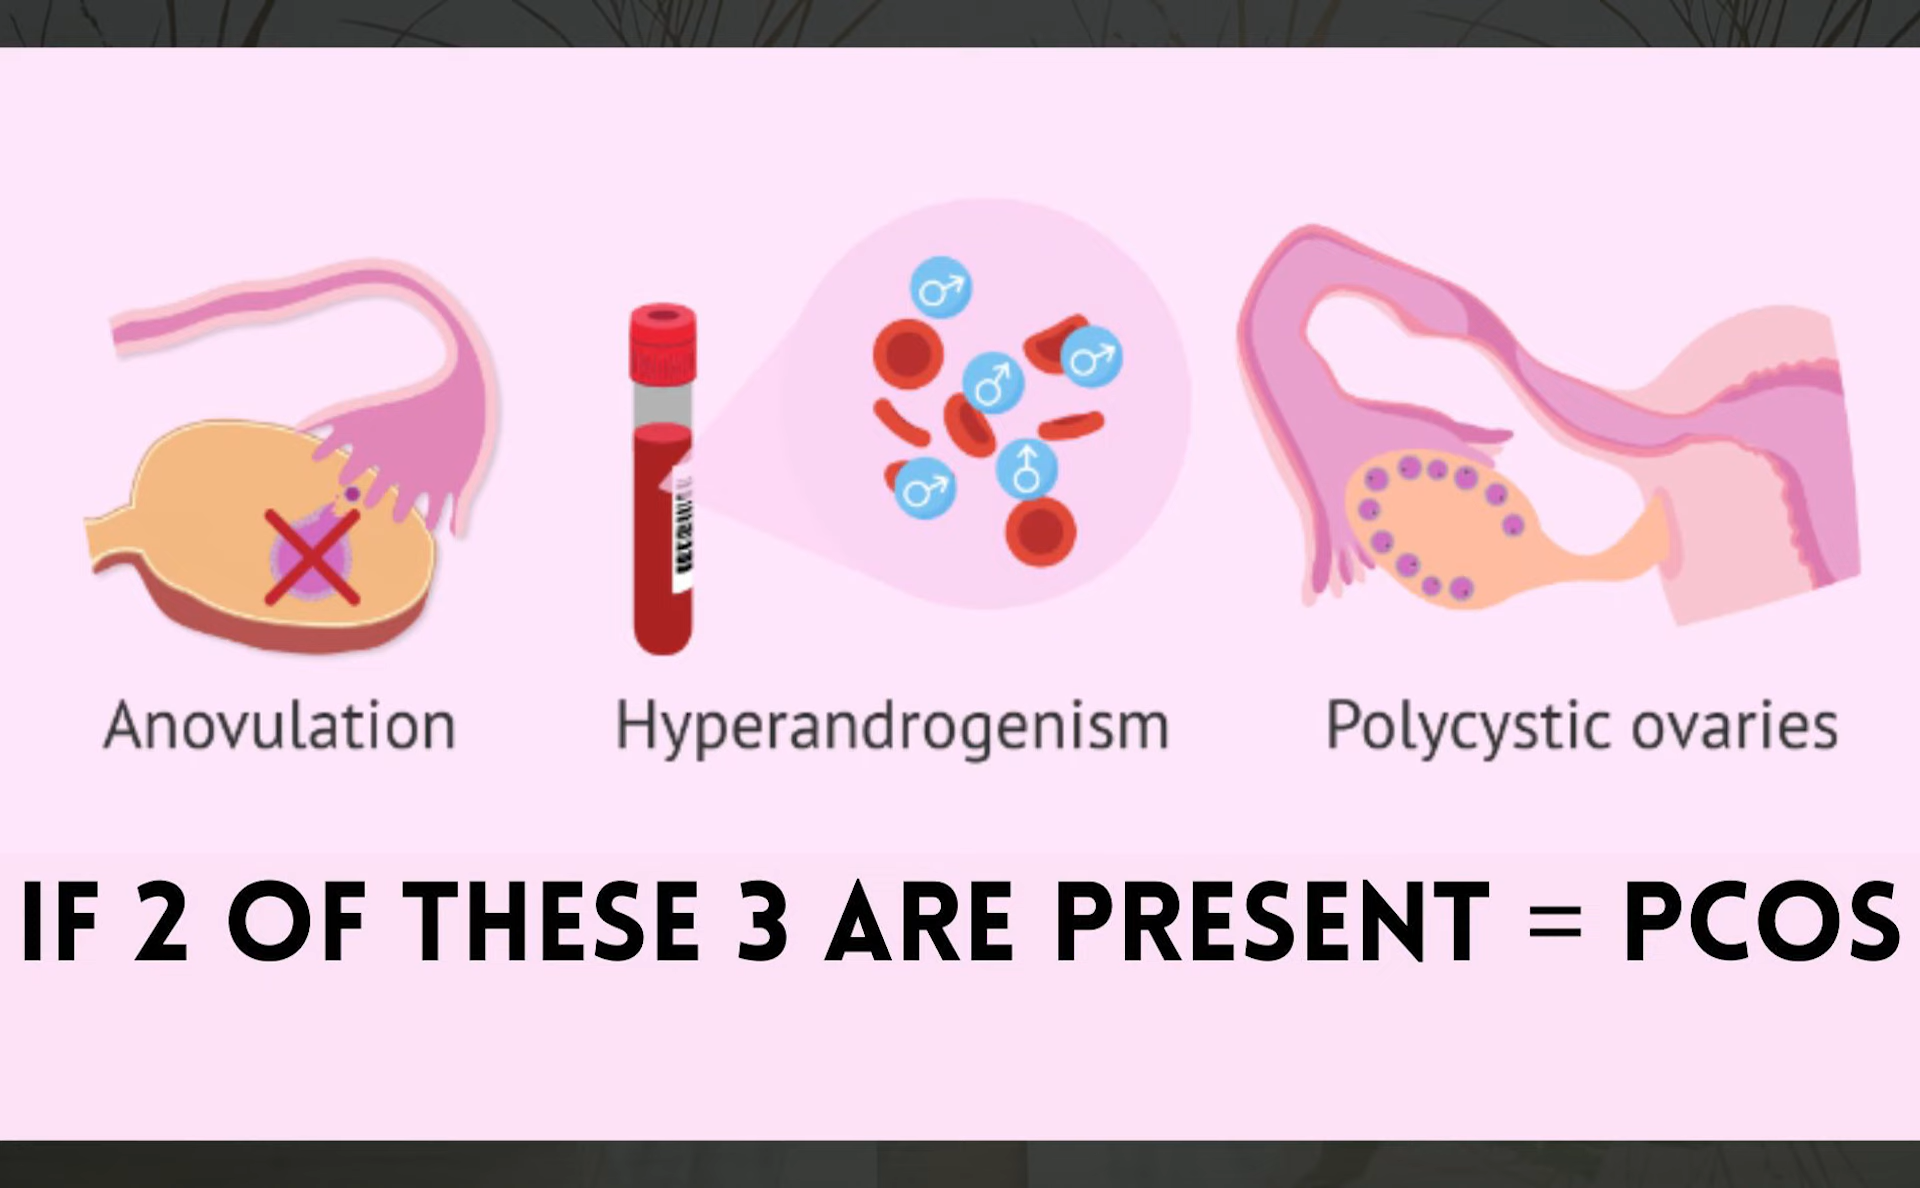 Anovulation
Hyperandrogenism
Polycystic ovaries
IF 2 OF THESE 3 ARE PRESENT = PCOS